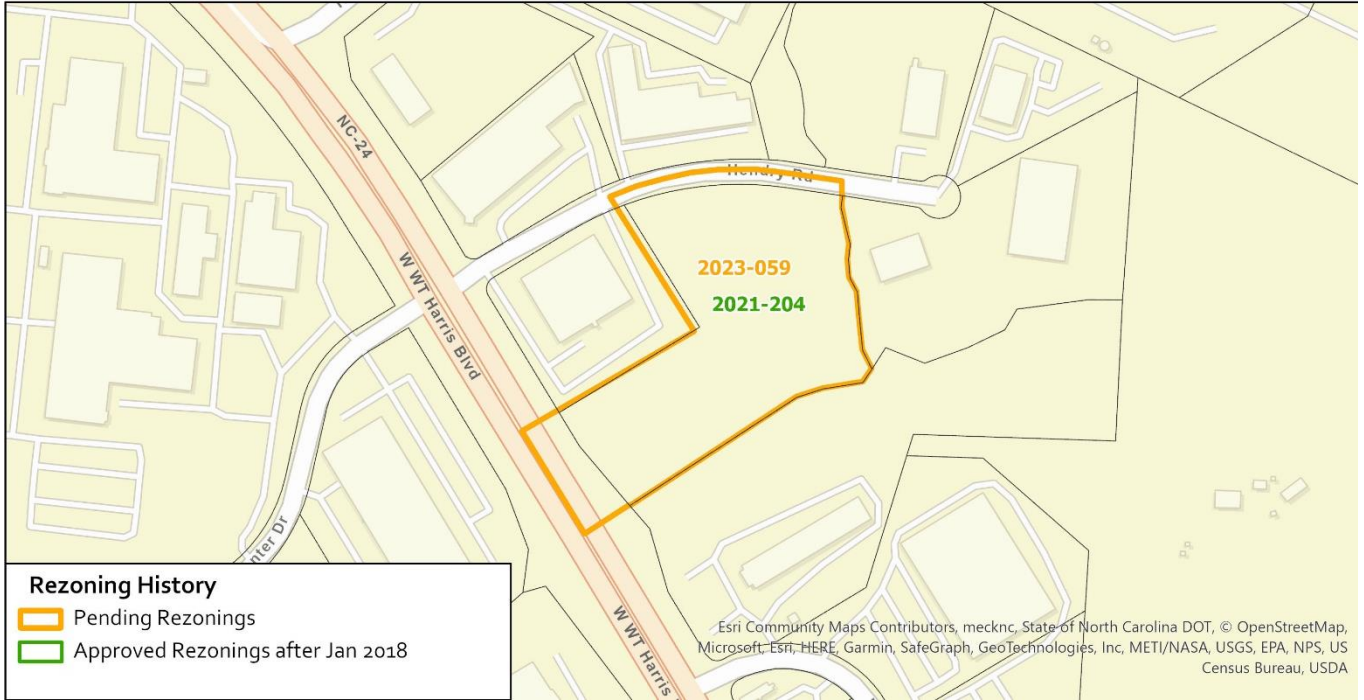 NC-24
Hendry Rd
W WT Harris Blvd
2023-059
2021-204
nter Dr
W WT Harris
Rezoning History
Pending Rezonings
Approved Rezonings after Jan 2018
Esri Community Maps Contributors, mecknc, State of North Carolina DOT, © OpenStreetMap,
Microsoft, Esri, HERE, Garmin, SafeGraph, GeoTechnologies, Inc, METI/NASA, USGS, EPA, NPS, US
Census Bureau, USDA